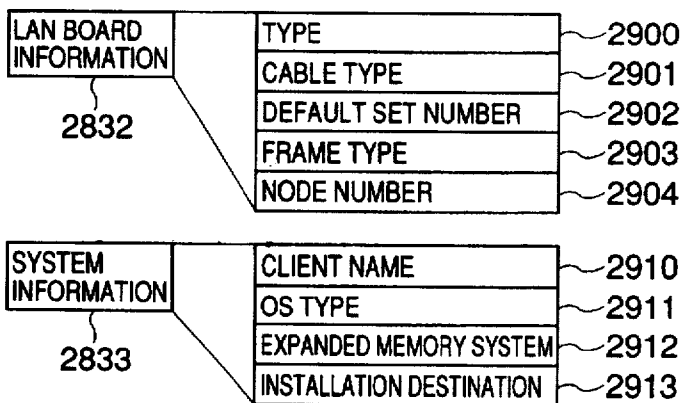 LAN BOARD
INFORMATION
2832
TYPE
2900
CABLE TYPE
2901
DEFAULT SET NUMBER
2902
FRAME TYPE
2903
NODE NUMBER
2904
SYSTEM
INFORMATION
2833
CLIENT NAME
2910
OS TYPE
2911
EXPANDED MEMORY SYSTEM
2912
INSTALLATION DESTINATION
2913